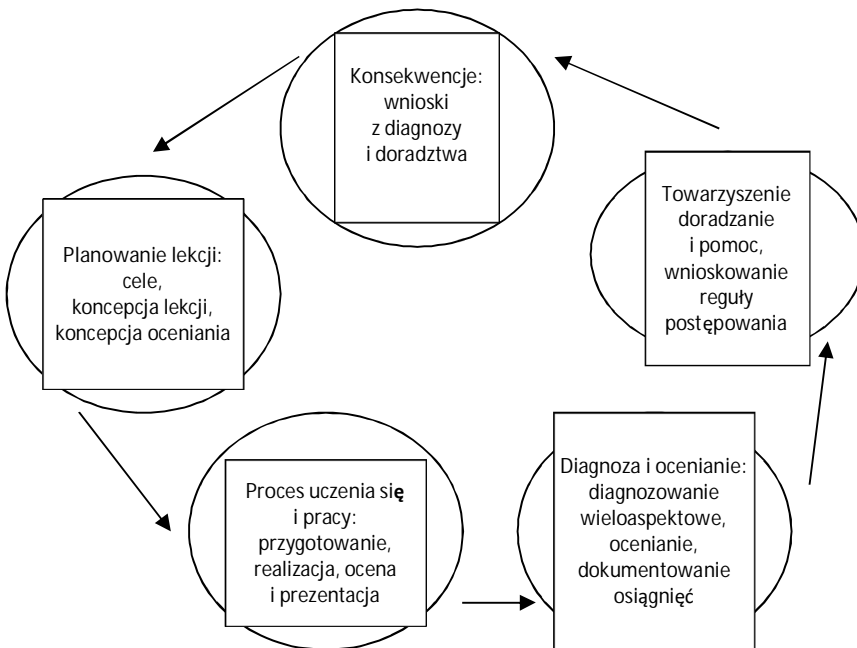 Konsekwencje:
wnioski
z diagnozy
i doradztwa
Towarzyszenie
doradzanie
i pomoc,
wnioskowanie
reguły
postępowania
Planowanie lekcji:
cele,
koncepcja lekcji,
koncepcja oceniania
Proces uczenia się
i pracy:
przygotowanie,
realizacja, ocena
i prezentacja
Diagnoza i ocenianie:
diagnozowanie
wieloaspektowe,
ocenianie,
dokumentowanie
osiągnięć